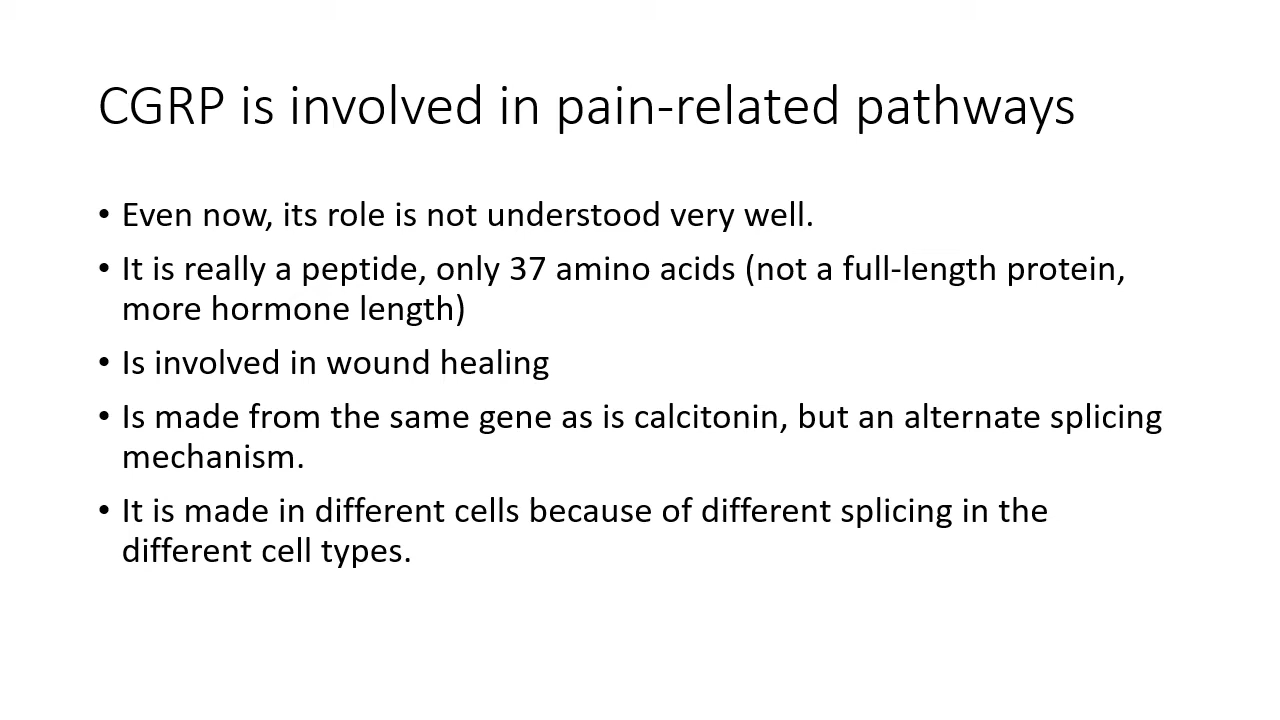 CGRP is involved in pain-related pathways
• Even now, its role is not understood very well.
• It is really a peptide, only 37 amino acids (not a full-length protein,
more hormone length)
• Is involved in wound healing
• Is made from the same gene as is calcitonin, but an alternate splicing
mechanism.
• It is made in different cells because of different splicing in the
different cell types.